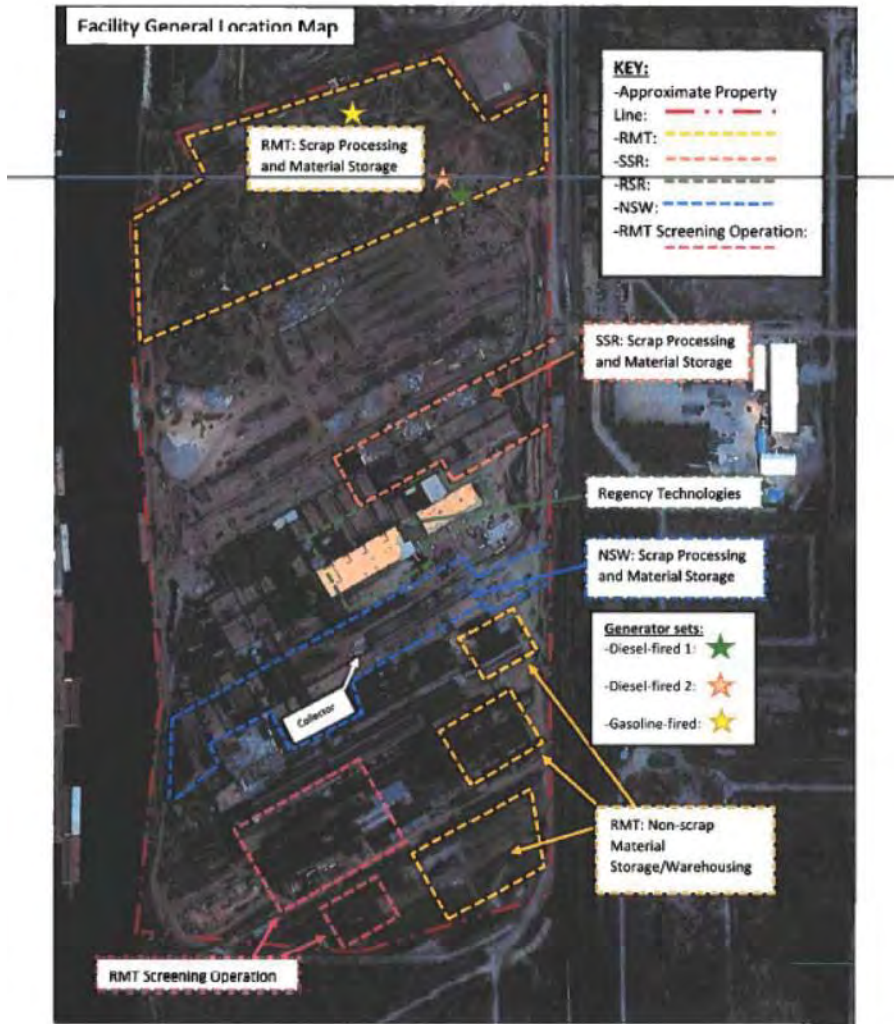 Facility General Location Map
KEY:
-Approximate Property
Line:
-RMT:
-SSR:
-RSR:
-NSW:
-RMT Screening Operation:
RMT: Scrap Processing
and Material Storage
SSR: Scrap Processing
and Material Storage
Regency Technologies
NSW: Scrap Processing
and Material Storage
Generator sets:
-Diesel-fired 1:
-Diesel-fired 2:
-Gasoline-fired:
Collector
RMT: Non-scrap
Material
Storage/Warehousing
RMT Screening Operation